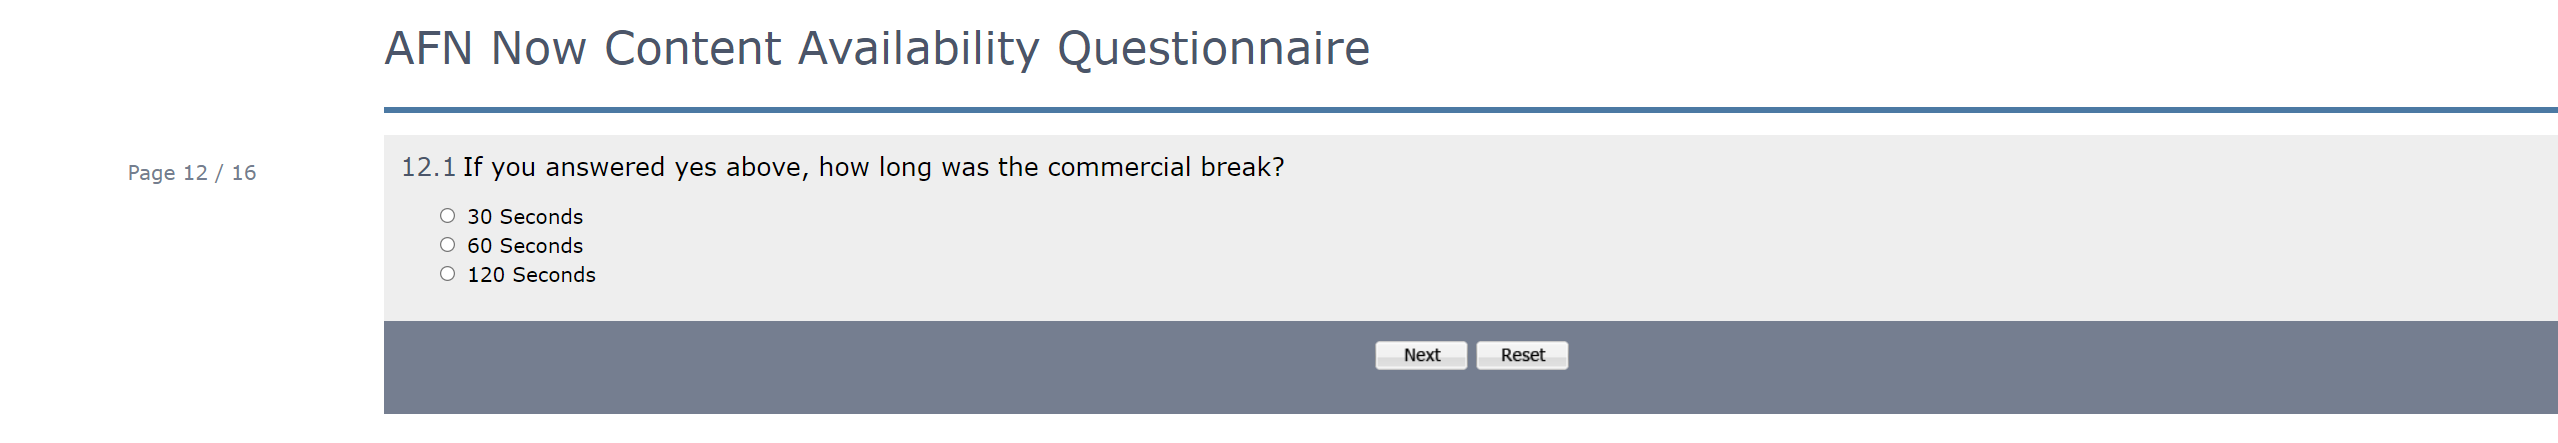 AFN Now Content Availability Questionnaire
Page 12 / 16
12.1 If you answered yes above, how long was the commercial break?
30 Seconds
60 Seconds
120 Seconds
Next Reset